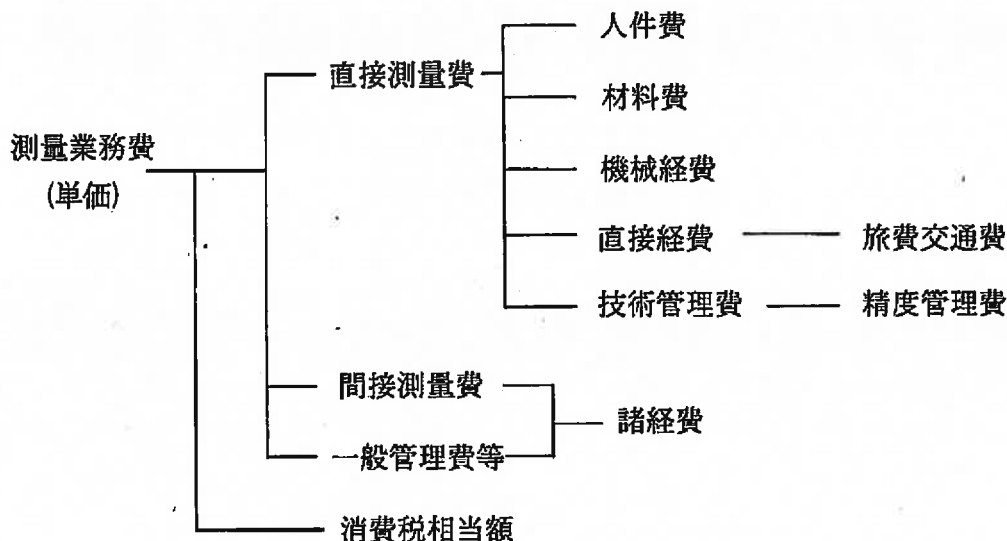 人件費
直接測量費
材料費
測量業務費
(単価)
機械経費
直接経費
旅費交通費
技術管理費
精度管理費
間接測量費
諸経費
一般管理費等
消費税相当額